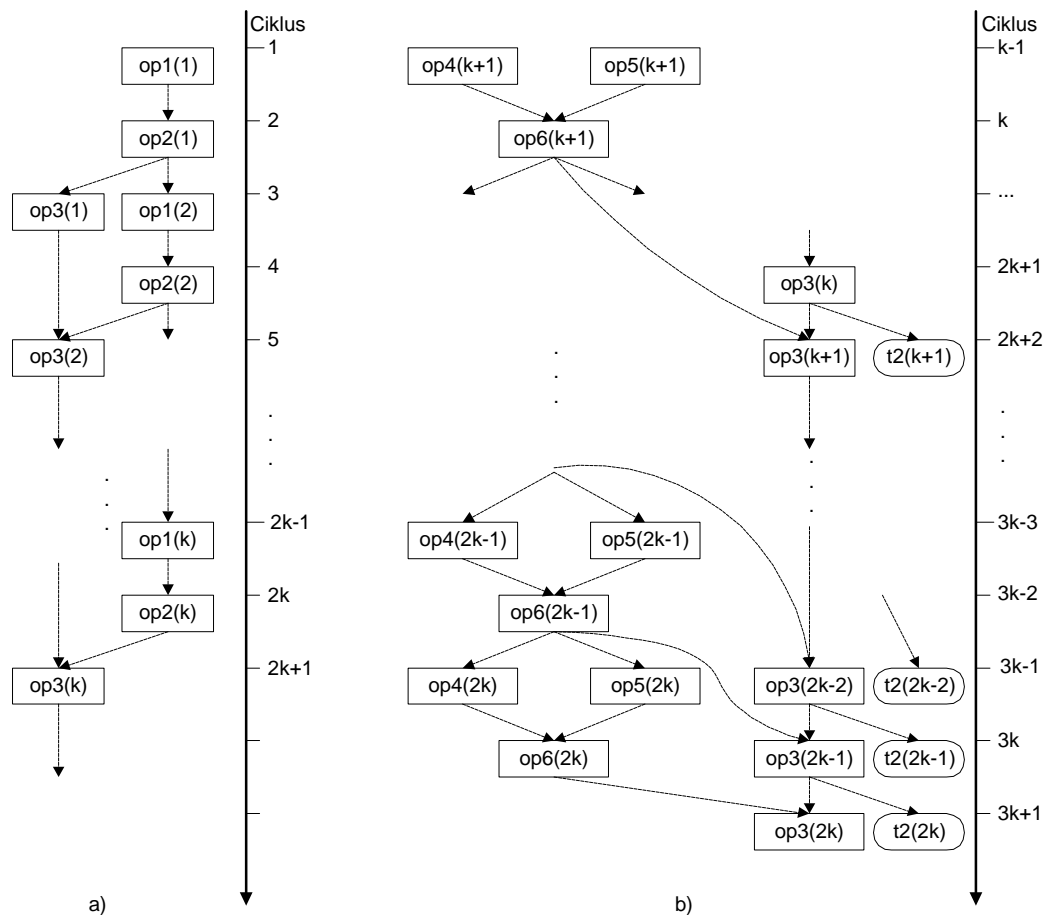 Ciklus
1
op1(1)
2
op2(1)
3
op3(1) op1(2)
4
op2(2)
5
op3(2)
.
.
.
.
.
.
2k-1
op1(k)
2k
op2(k)
2k+1
op3(k)
a)
Ciklus
k-1
op4(k+1) op5(k+1)
k
op6(k+1)
...
2k+1
op3(k)
2k+2
op3(k+1) t2(k+1)
.
.
.
.
.
.
.
.
.
3k-3
op4(2k-1) op5(2k-1)
3k-2
op6(2k-1)
3k-1
op4(2k) op5(2k) op3(2k-2) t2(2k-2)
3k
op6(2k) op3(2k-1) t2(2k-1)
3k+1
op3(2k) t2(2k)
b)